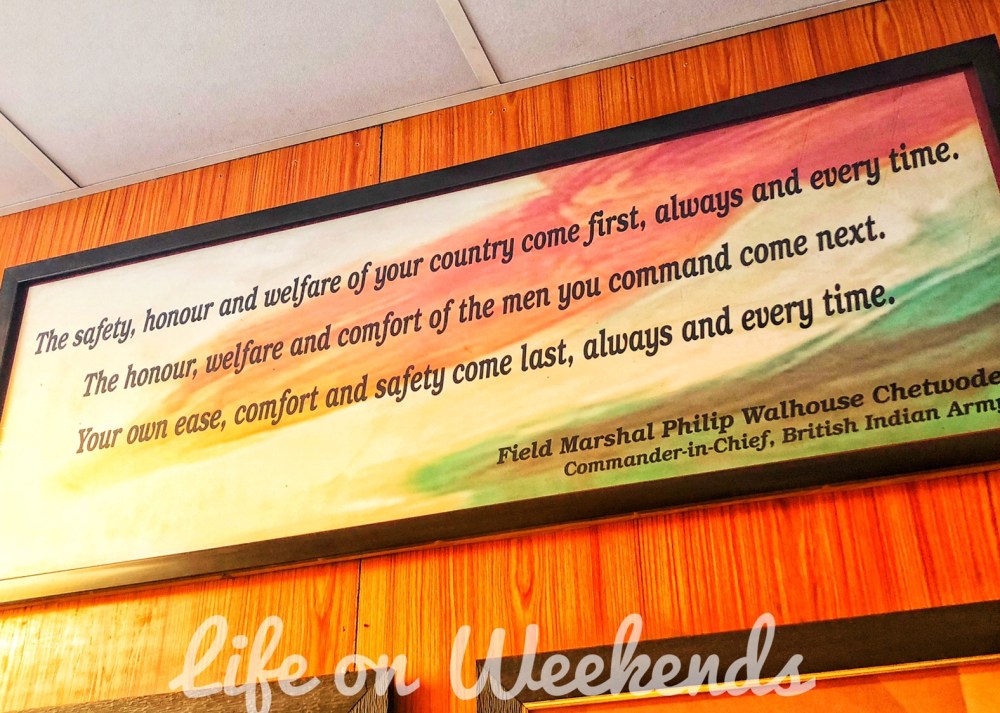 The safety, honour and welfare of your country come first, always and every time.
The honour, welfare and comfort of the men you command come next.
Your own ease, comfort and safety come last, always and every time.
Field Marshal Philip Walhouse Chetwode
Commander-in-Chief, British Indian Army
Life on Weekends